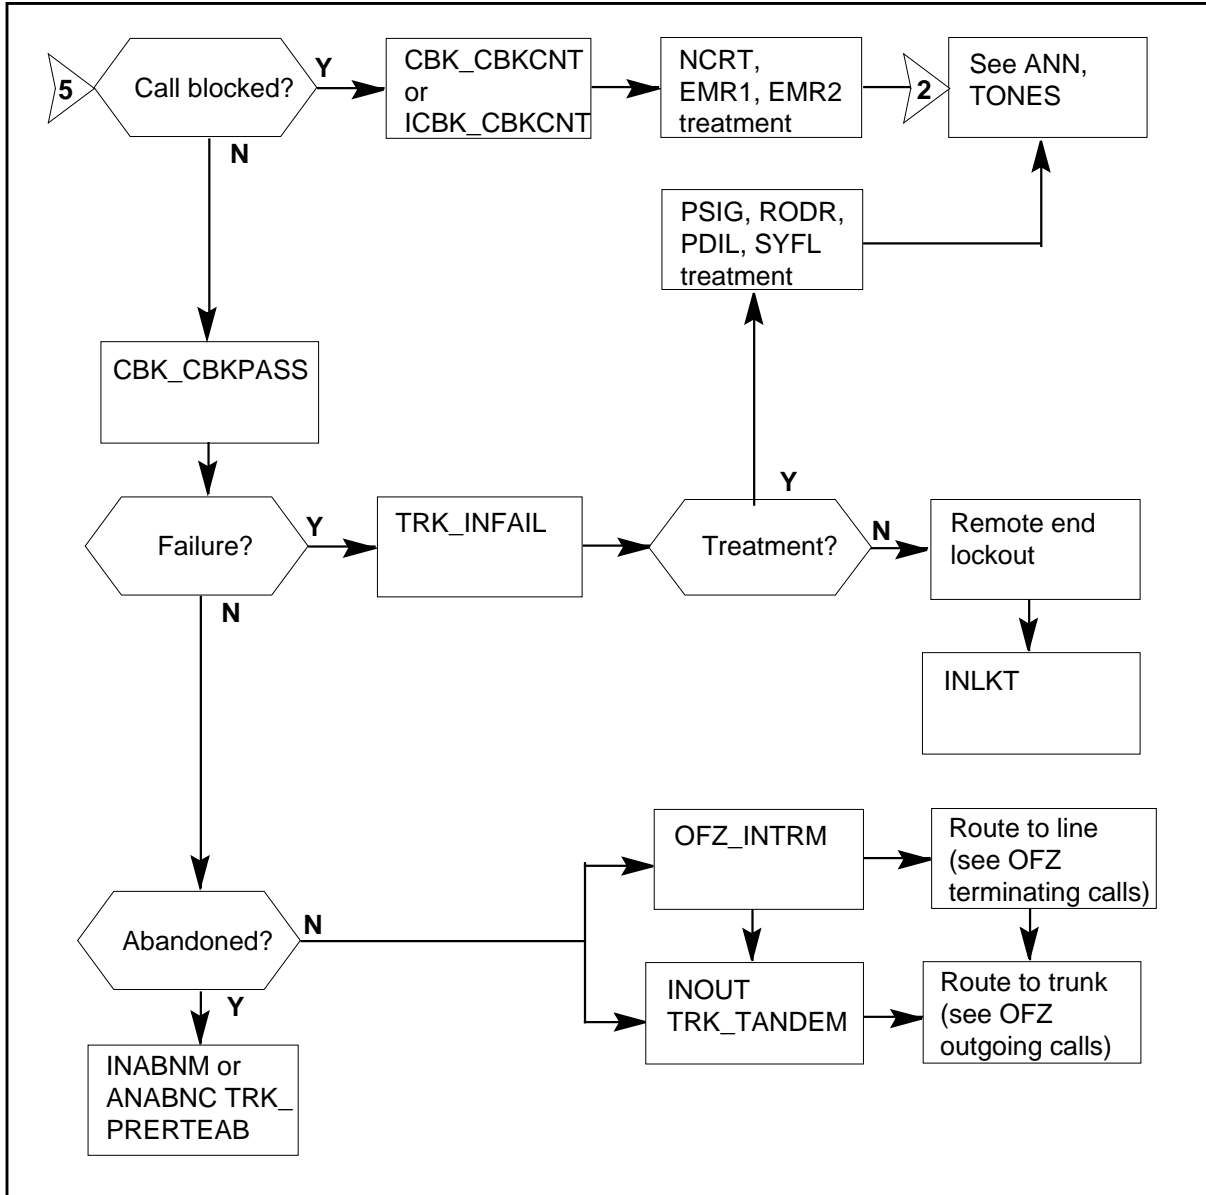 5
Call blocked?
Y
CBK_CBKCNT
or
ICBK_CBKCNT
NCRT,
EMR1, EMR2
treatment
2
See ANN,
TONES
N
PSIG, RODR,
PDIL, SYFL
treatment
CBK_CBKPASS
Failure?
Y
TRK_INFAIL
Y
Treatment?
N
Remote end
lockout
N
INLKT
OFZ_INTRM
Route to line
(see OFZ
terminating calls)
Abandoned?
N
INOUT
TRK_TANDEM
Route to trunk
(see OFZ
outgoing calls)
Y
INABNM or
ANABNC TRK_
PRERTEAB